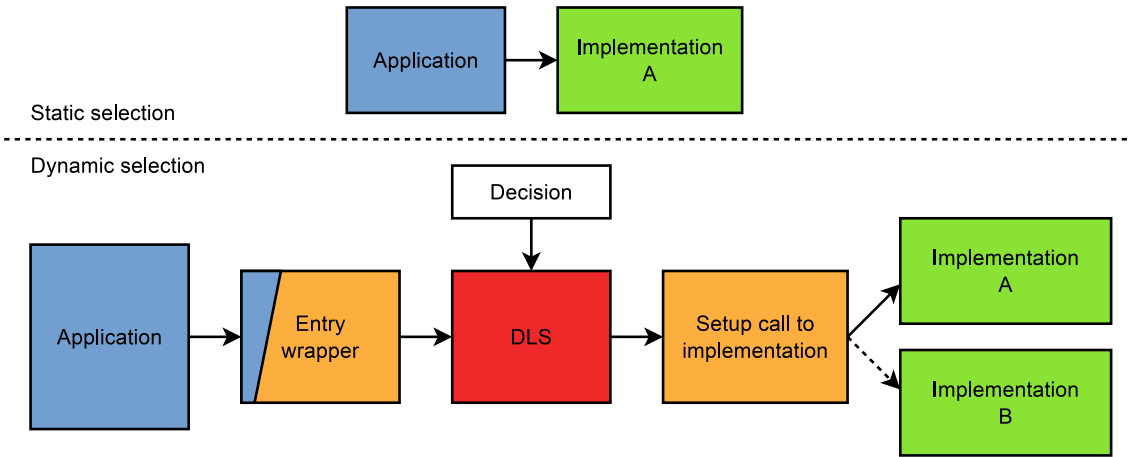 Application
Implementation
A
Static selection
Dynamic selection
Decision
Application
Entry
wrapper
DLS
Setup call to
implementation
Implementation
A
Implementation
B